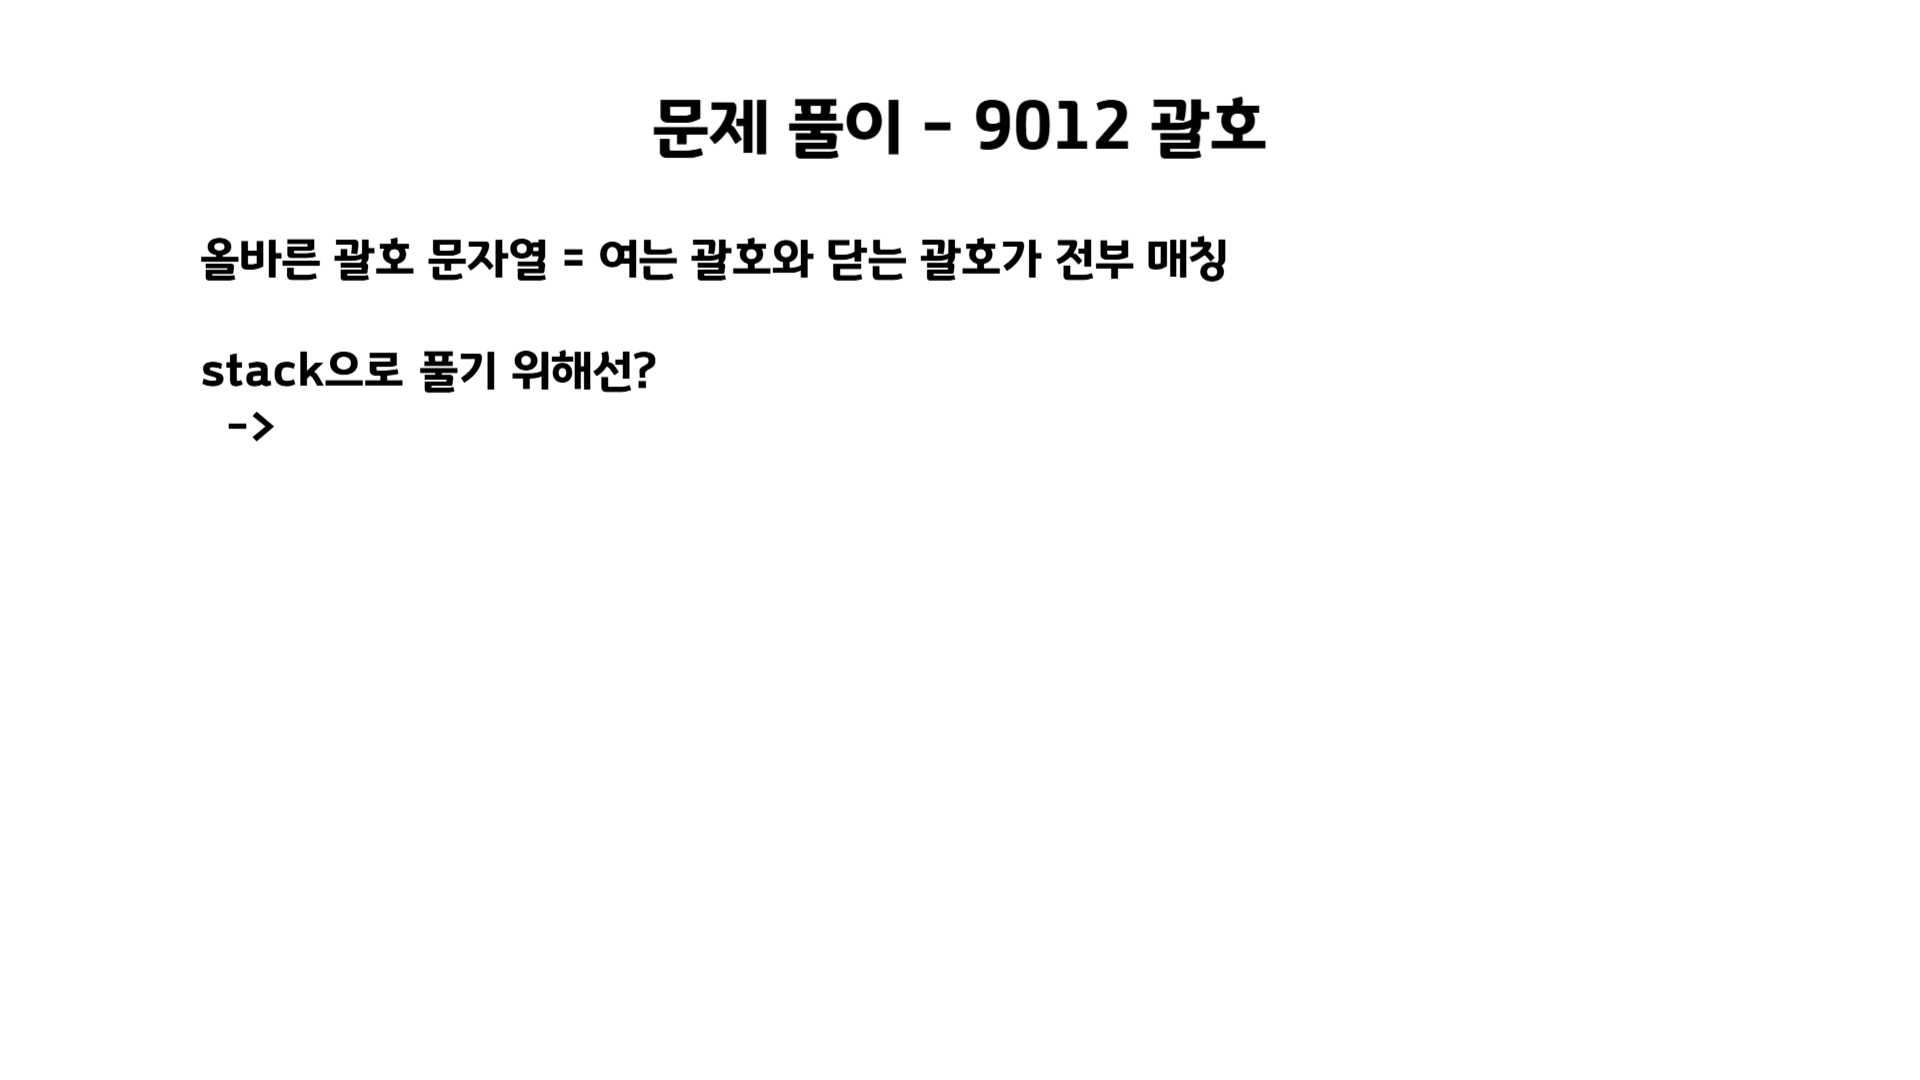 문제 풀이 - 9012 괄호
올바른 괄호 문자열 = 여는 괄호와 닫는 괄호가 전부 매칭
stack으로 풀기 위해선?
->